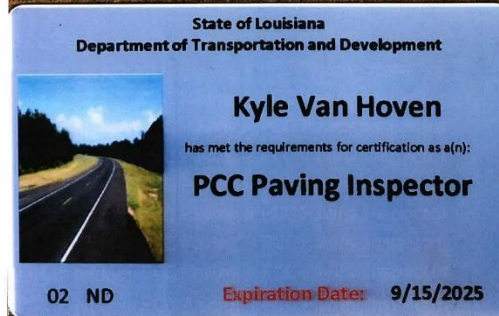 State of Louisiana
Department of Transportation and Development
Kyle Van Hoven
has met the requirements for certification as a(n):
PCC Paving Inspector
02 ND
Expiration Date: 9/15/2025